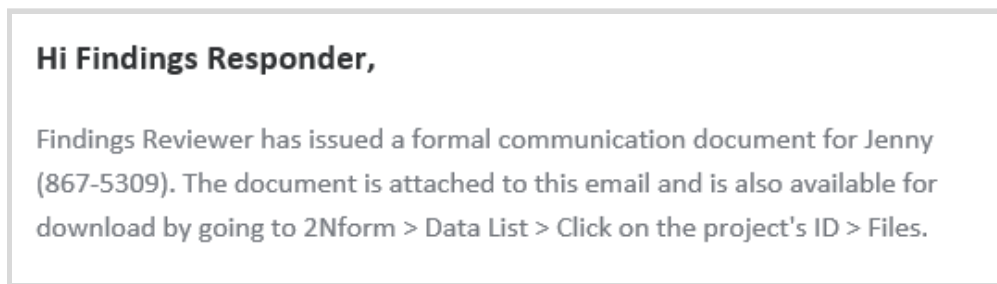 Hi Findings Responder,
Findings Reviewer has issued a formal communication document for Jenny
(867-5309). The document is attached to this email and is also available for
download by going to 2Nform > Data List > Click on the project's ID > Files.